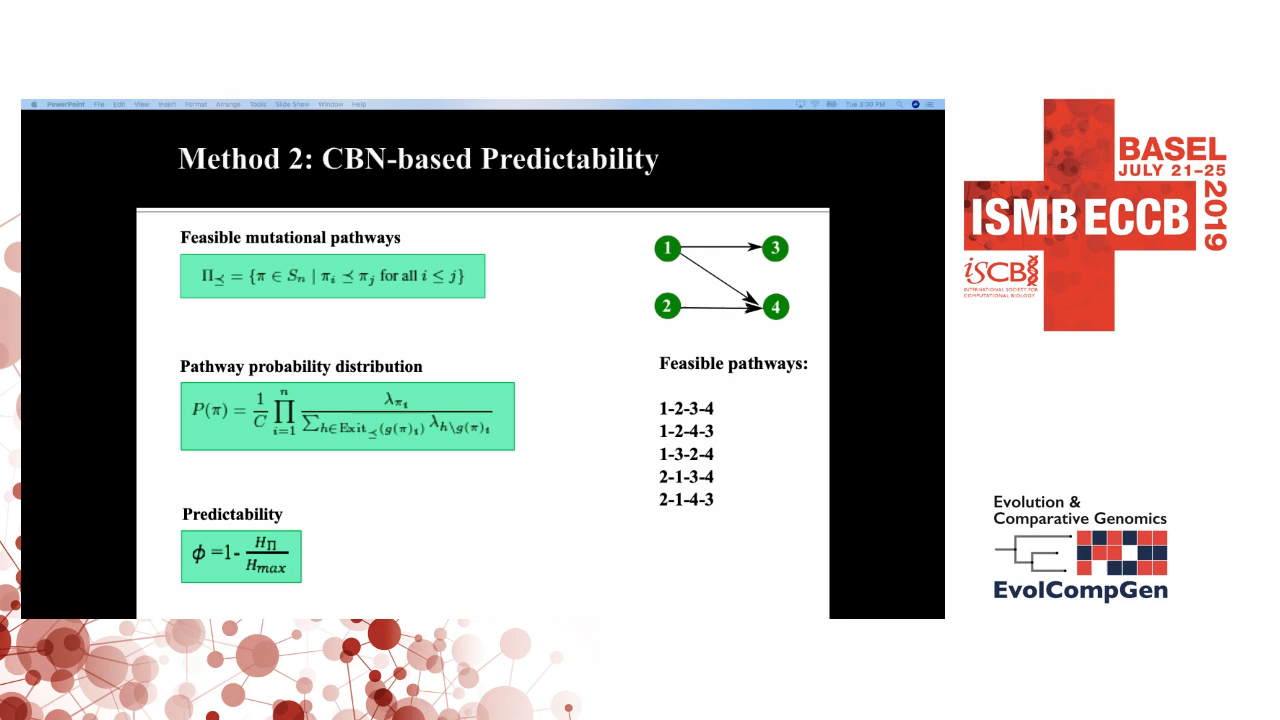 PowerPoint File Edit View Insert Format Arrange Tools Slide Show Window Help Tue 3:30 PM
Method 2: CBN-based Predictability
Feasible mutational pathways
Π⪯ = {π ∈ Sn | πi ⪯ πj for all i ≤ j}
1 3
2 4
Pathway probability distribution
P(π) = 1/C ∏_{i=1}^{n} λ_{πi} / ∑_{h∈Exit⪯(g(π)i)} λ_{h\g(π)i}
Feasible pathways:
1-2-3-4
1-2-4-3
1-3-2-4
2-1-3-4
2-1-4-3
Predictability
ϕ =1- HΠ / Hmax
BASEL
JULY 21-25
2019
ISMB ECCB
iSCB
INTERNATIONAL SOCIETY FOR
COMPUTATIONAL BIOLOGY
Evolution &
Comparative Genomics
EvolCompGen